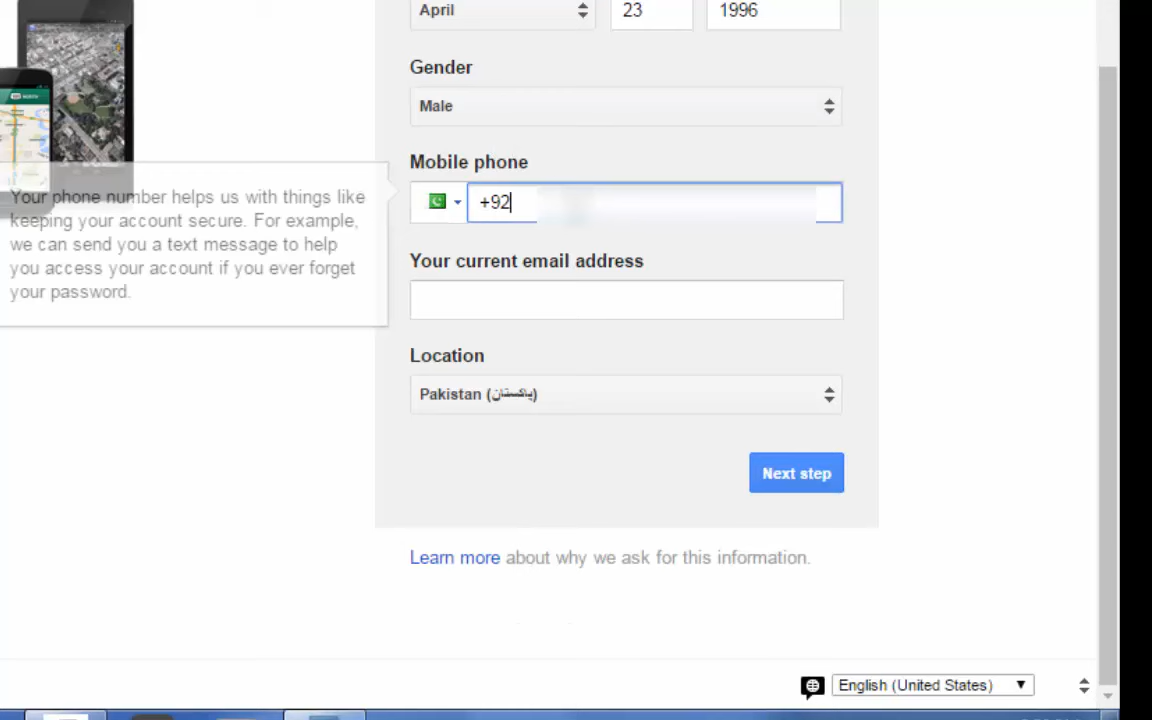 April
23
1996
Gender
Male
Mobile phone
+92
Your phone number helps us with things like
keeping your account secure. For example,
we can send you a text message to help
you access your account if you ever forget
your password.
Your current email address
Location
Pakistan (پاکستان)
Next step
Learn more about why we ask for this information.
English (United States)